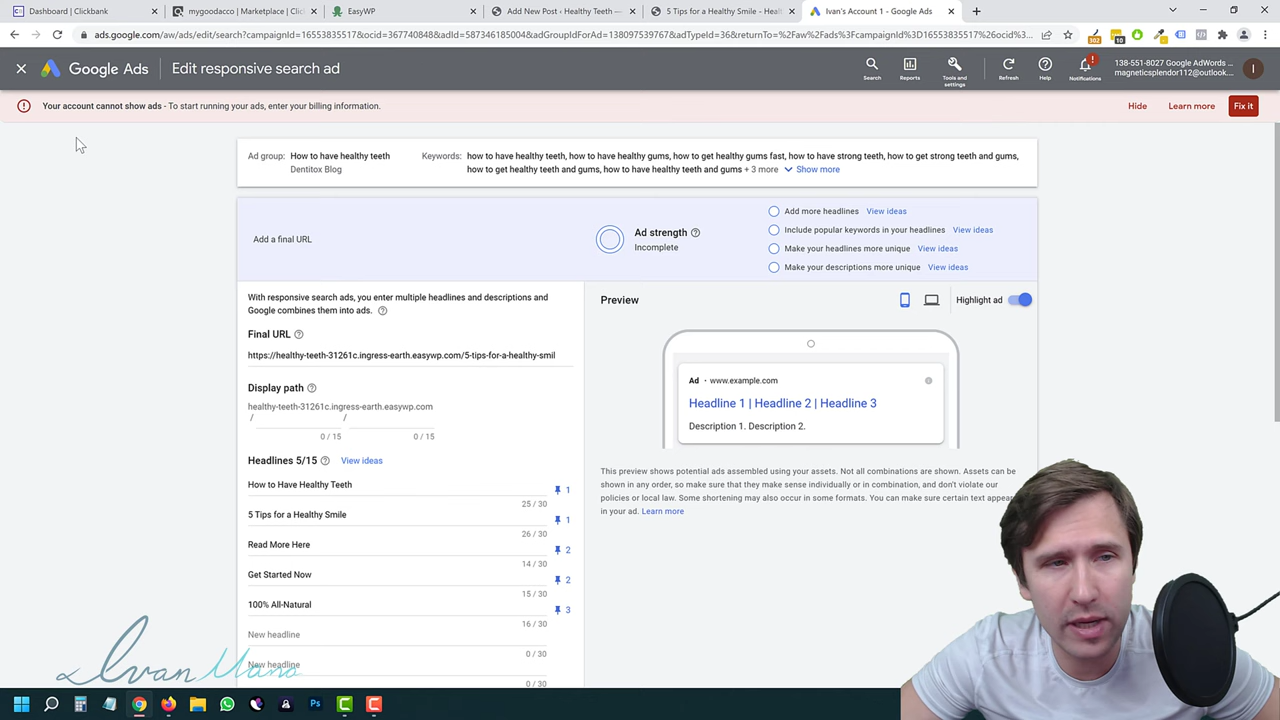 Dashboard | Clickbank
mygoodacco | Marketplace | Clic
EasyWP
Add New Post ‹ Healthy Teeth —
5 Tips for a Healthy Smile - Healt
Ivan's Account 1 - Google Ads
ads.google.com/aw/ads/edit/search?campaignId=16553835517&ocid=367740848&adId=587346185004&adGroupIdForAd=138097539767&adTypeId=36&returnTo=%2Faw%2Fads%3FcampaignId%3D16553835517%26ocid%3D3...
302
10
Google Ads
Edit responsive search ad
Search
Reports
Tools and
settings
Refresh
Help
Notifications
138-551-8027 Google AdWords ...
magneticsplendor112@outlook...
I
Your account cannot show ads - To start running your ads, enter your billing information.
Hide
Learn more
Fix it
Ad group: How to have healthy teeth
Dentitox Blog
Keywords: how to have healthy teeth, how to have healthy gums, how to get healthy gums fast, how to have strong teeth, how to get strong teeth and gums,
how to get healthy teeth and gums, how to have healthy teeth and gums + 3 more Show more
Add a final URL
Ad strength
Incomplete
Add more headlines View ideas
Include popular keywords in your headlines View ideas
Make your headlines more unique View ideas
Make your descriptions more unique View ideas
With responsive search ads, you enter multiple headlines and descriptions and
Google combines them into ads.
Final URL
https://healthy-teeth-31261c.ingress-earth.easywp.com/5-tips-for-a-healthy-smil
Display path
healthy-teeth-31261c.ingress-earth.easywp.com
/ /
0 / 15 0 / 15
Headlines 5/15 View ideas
How to Have Healthy Teeth 1
25 / 30
5 Tips for a Healthy Smile 1
26 / 30
Read More Here 2
14 / 30
Get Started Now 2
15 / 30
100% All-Natural 3
16 / 30
New headline
0 / 30
New headline
0 / 30
Preview
Highlight ad
Ad · www.example.com
Headline 1 | Headline 2 | Headline 3
Description 1. Description 2.
This preview shows potential ads assembled using your assets. Not all combinations are shown. Assets can be
shown in any order, so make sure that they make sense individually or in combination, and don't violate our
policies or local law. Some shortening may also occur in some formats. You can make sure certain text appears
in your ad. Learn more
Ivan Mana
Ps